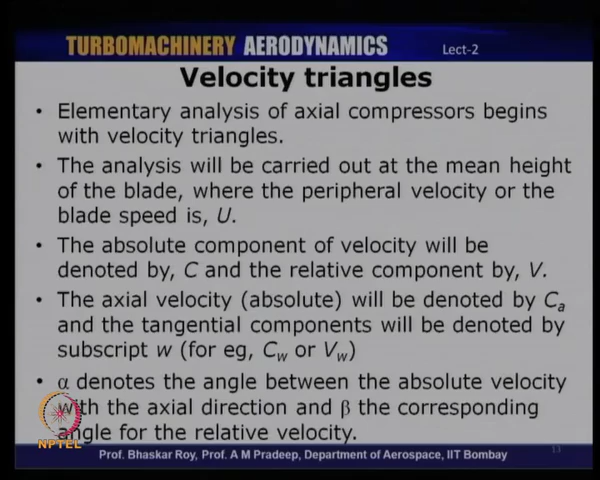 TURBOMACHINERY AERODYNAMICS Lect-2
Velocity triangles
• Elementary analysis of axial compressors begins
with velocity triangles.
• The analysis will be carried out at the mean height
of the blade, where the peripheral velocity or the
blade speed is, U.
• The absolute component of velocity will be
denoted by, C and the relative component by, V.
• The axial velocity (absolute) will be denoted by Ca
and the tangential components will be denoted by
subscript w (for eg, Cw or Vw)
• α denotes the angle between the absolute velocity
with the axial direction and β the corresponding
angle for the relative velocity.
NPTEL
Prof. Bhaskar Roy, Prof. A M Pradeep, Department of Aerospace, IIT Bombay
13